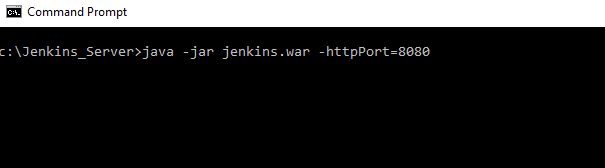 Command Prompt
c:\Jenkins_Server>java -jar jenkins.war -httpPort=8080